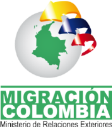 MIGRACIÓN
COLOMBIA
Ministerio de Relaciones Exteriores